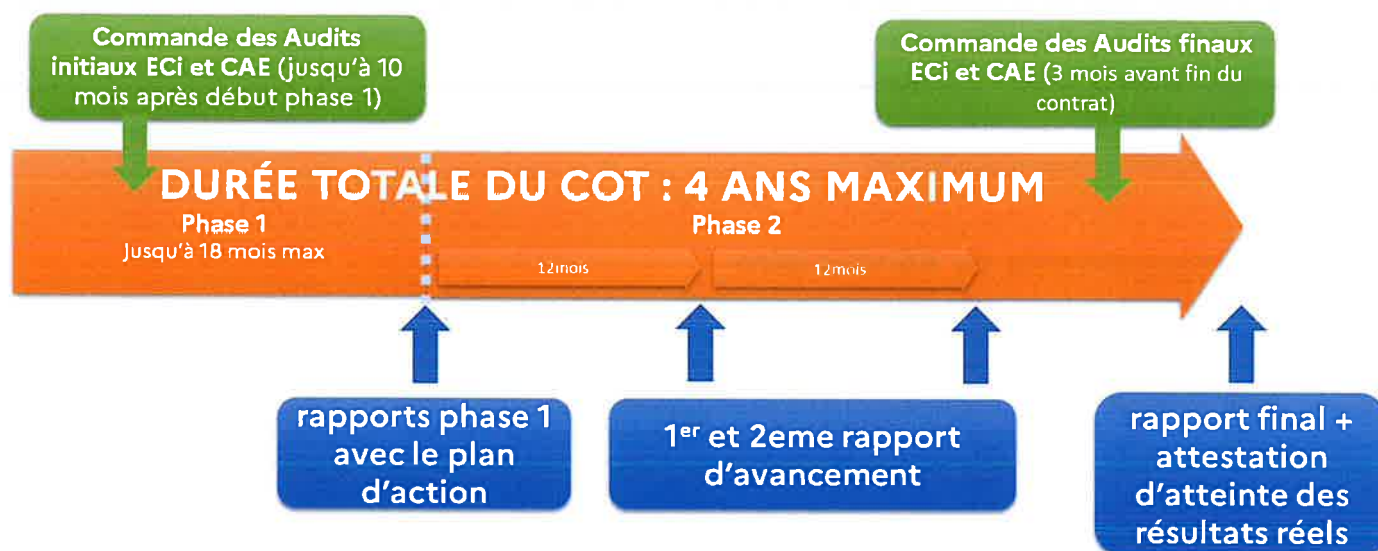 Commande des Audits
initiaux ECi et CAE (jusqu'à 10
mois après début phase 1)
Commande des Audits finaux
ECi et CAE (3 mois avant fin du
contrat)
DURÉE TOTALE DU COT : 4 ANS MAXIMUM
Phase 1
Jusqu'à 18 mois max
Phase 2
12mois
12mois
rapports phase 1
avec le plan
d'action
1er et 2eme rapport
d'avancement
rapport final +
attestation
d'atteinte des
résultats réels